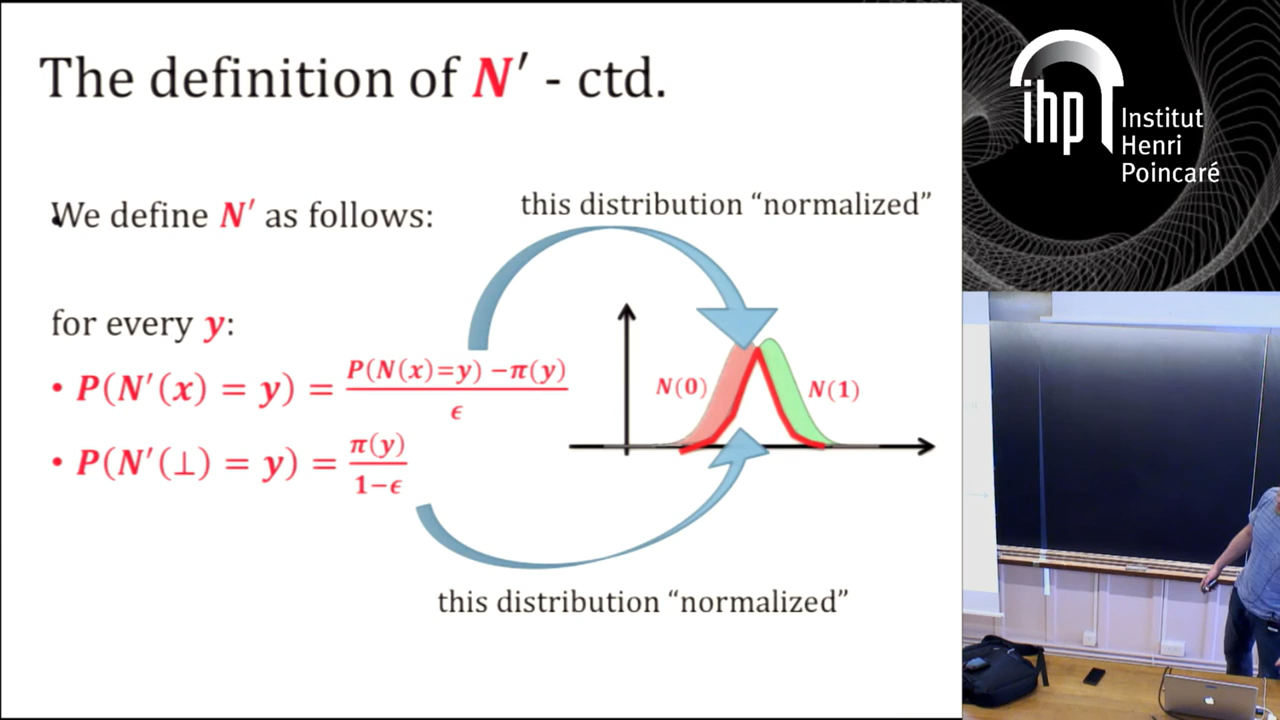 The definition of N′ - ctd.
We define N′ as follows:
this distribution “normalized”
for every y:
• P(N′(x) = y) = P(N(x)=y) −π(y) / ϵ
• P(N′(⊥) = y) = π(y) / 1−ϵ
N(0)
N(1)
this distribution “normalized”
ihp
Institut
Henri
Poincaré